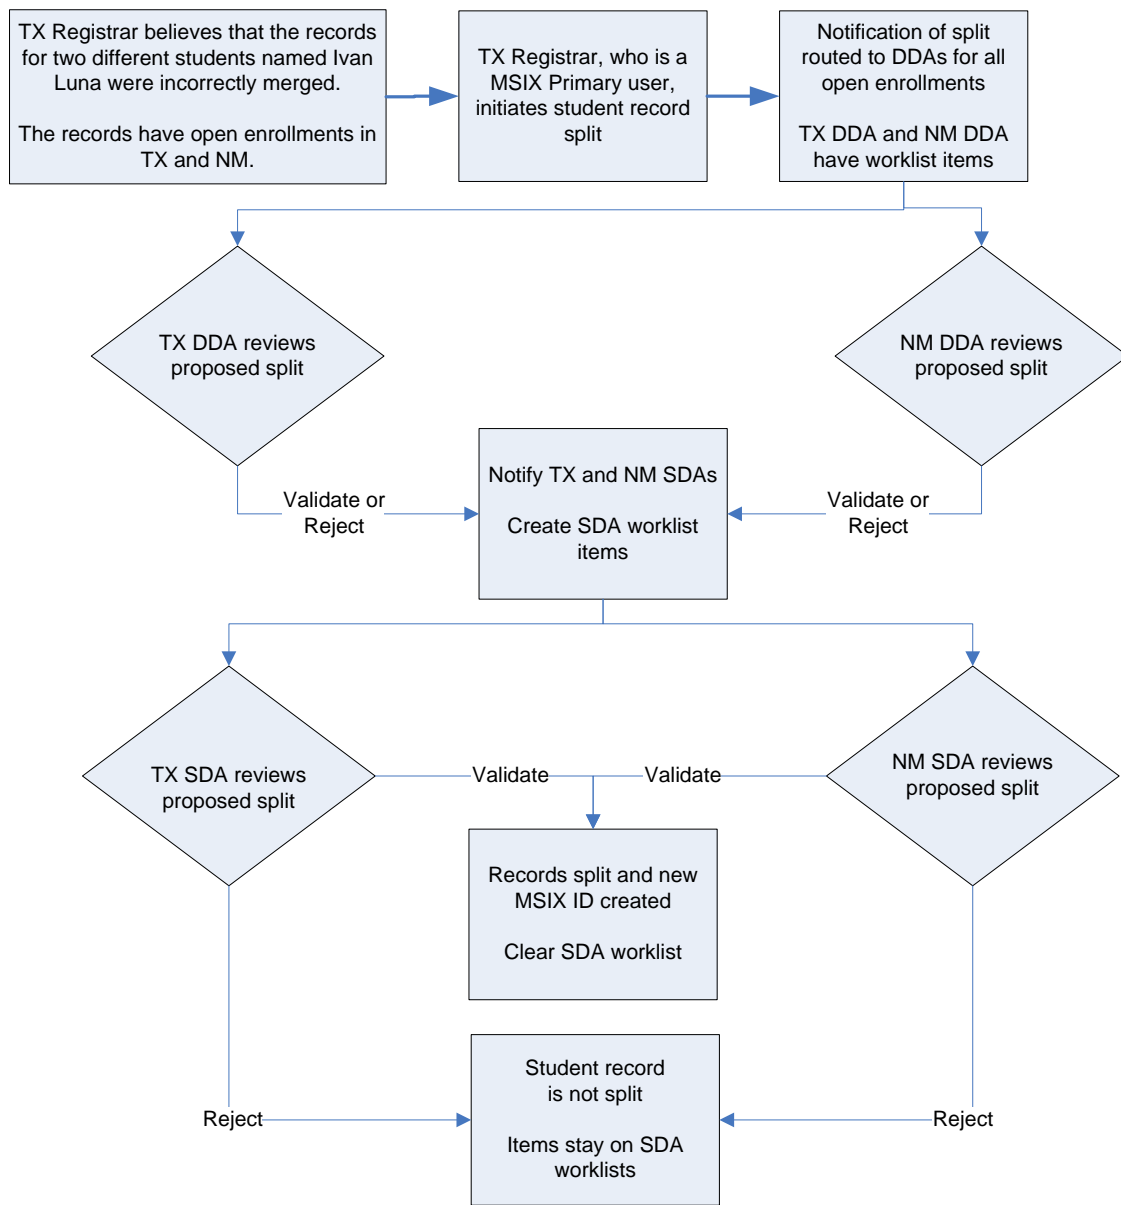 TX Registrar believes that the records
for two different students named Ivan
Luna were incorrectly merged.
The records have open enrollments in
TX and NM.
TX Registrar, who is a
MSIX Primary user,
initiates student record
split
Notification of split
routed to DDAs for all
open enrollments
TX DDA and NM DDA
have worklist items
TX DDA reviews
proposed split
NM DDA reviews
proposed split
Notify TX and NM SDAs
Create SDA worklist
items
Validate or
Reject
Validate or
Reject
TX SDA reviews
proposed split
Validate
Validate
NM SDA reviews
proposed split
Records split and new
MSIX ID created
Clear SDA worklist
Student record
is not split
Items stay on SDA
worklists
Reject
Reject